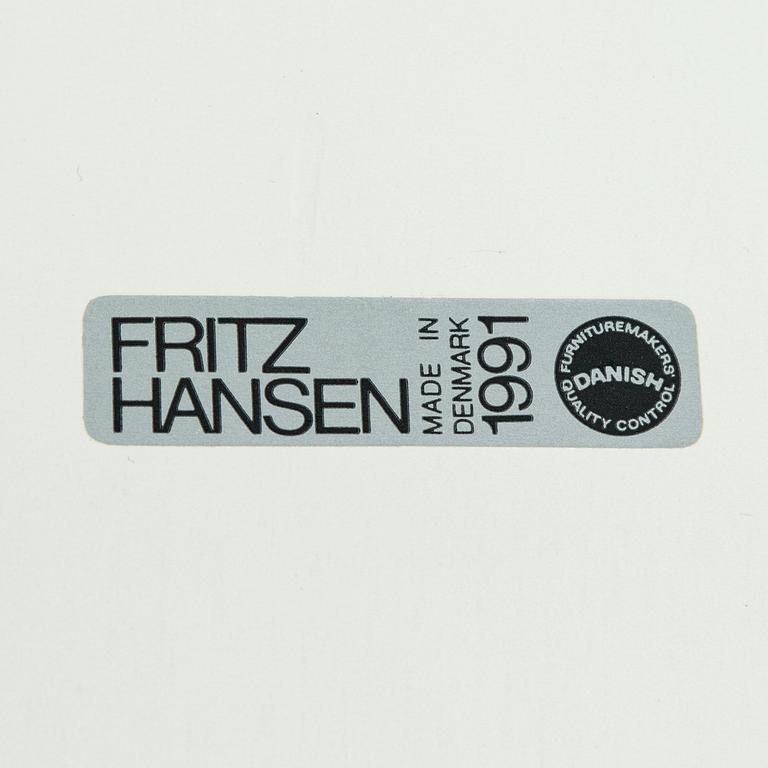 FRITZ
HANSEN
MADE IN
DENMARK
1991
FURNITUREMAKERS'
DANISH
QUALITY CONTROL